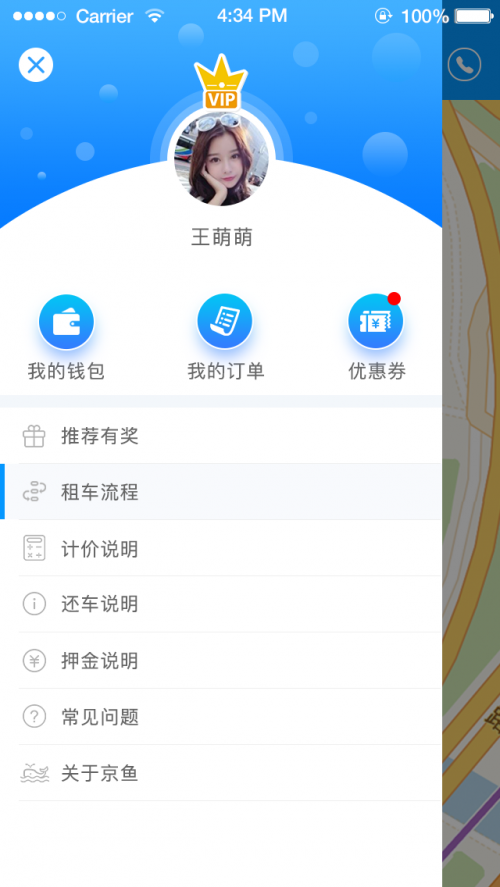 Carrier 4:34 PM 100%
VIP
王萌萌
我的钱包 我的订单 优惠券
推荐有奖
租车流程
计价说明
还车说明
押金说明
常见问题
关于京鱼